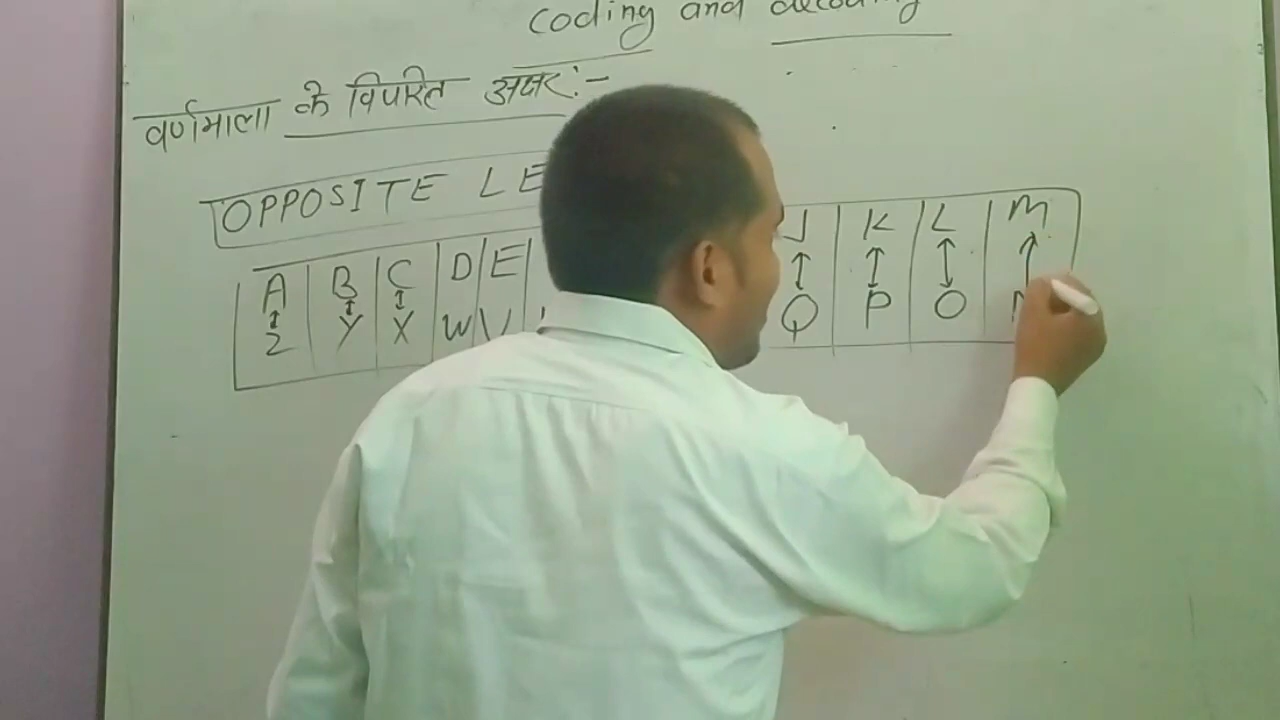 coding and decoding
वर्णमाला के विपरित अक्षर:-
OPPOSITE LE
A B C D E J K L M
Z Y X W V Q P O